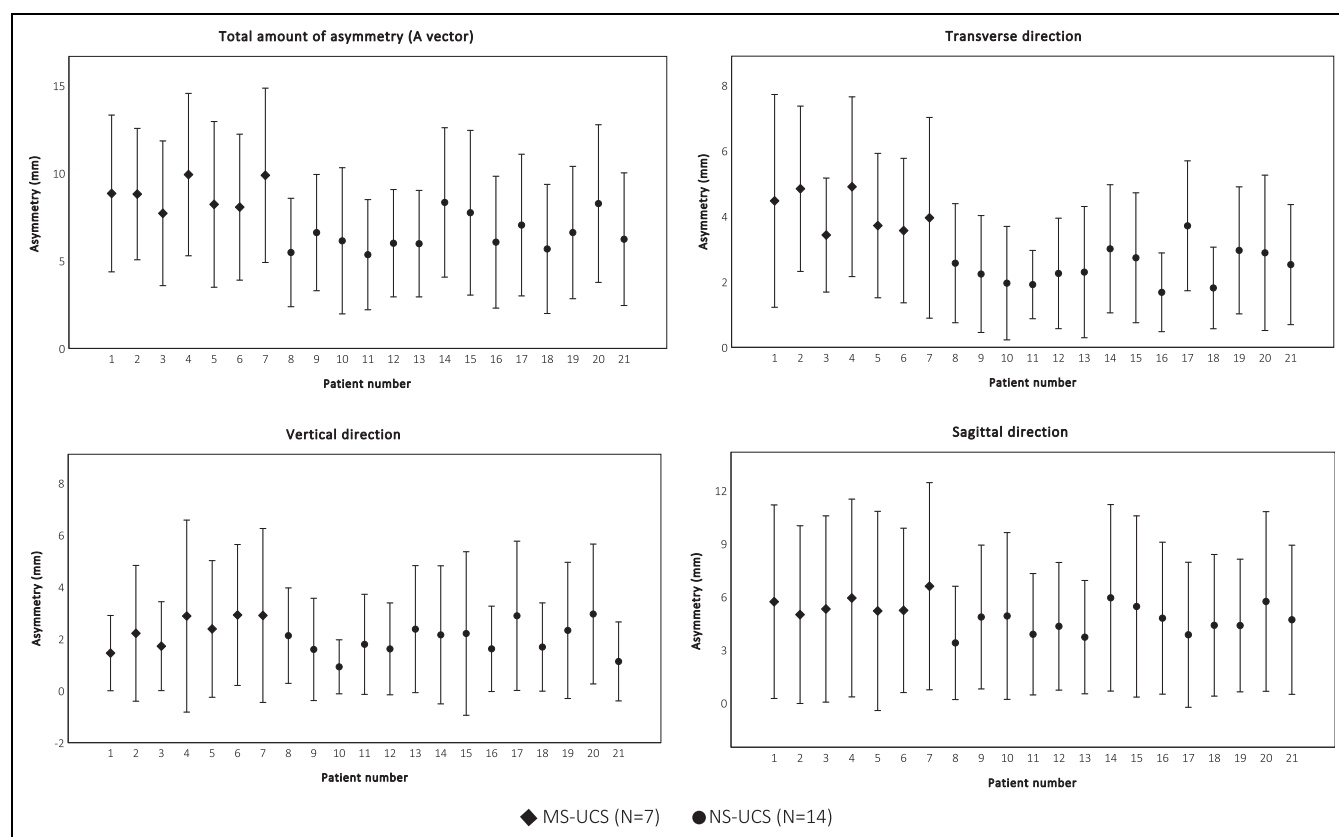 Total amount of asymmetry (A vector)
Asymmetry (mm)
15
10
5
0
1 2 3 4 5 6 7 8 9 10 11 12 13 14 15 16 17 18 19 20 21
Patient number
Transverse direction
Asymmetry (mm)
8
6
4
2
0
1 2 3 4 5 6 7 8 9 10 11 12 13 14 15 16 17 18 19 20 21
Patient number
Vertical direction
Asymmetry (mm)
8
6
4
2
0
-2
1 2 3 4 5 6 7 8 9 10 11 12 13 14 15 16 17 18 19 20 21
Patient number
Sagittal direction
Asymmetry (mm)
12
9
6
3
0
1 2 3 4 5 6 7 8 9 10 11 12 13 14 15 16 17 18 19 20 21
Patient number
MS-UCS (N=7) NS-UCS (N=14)